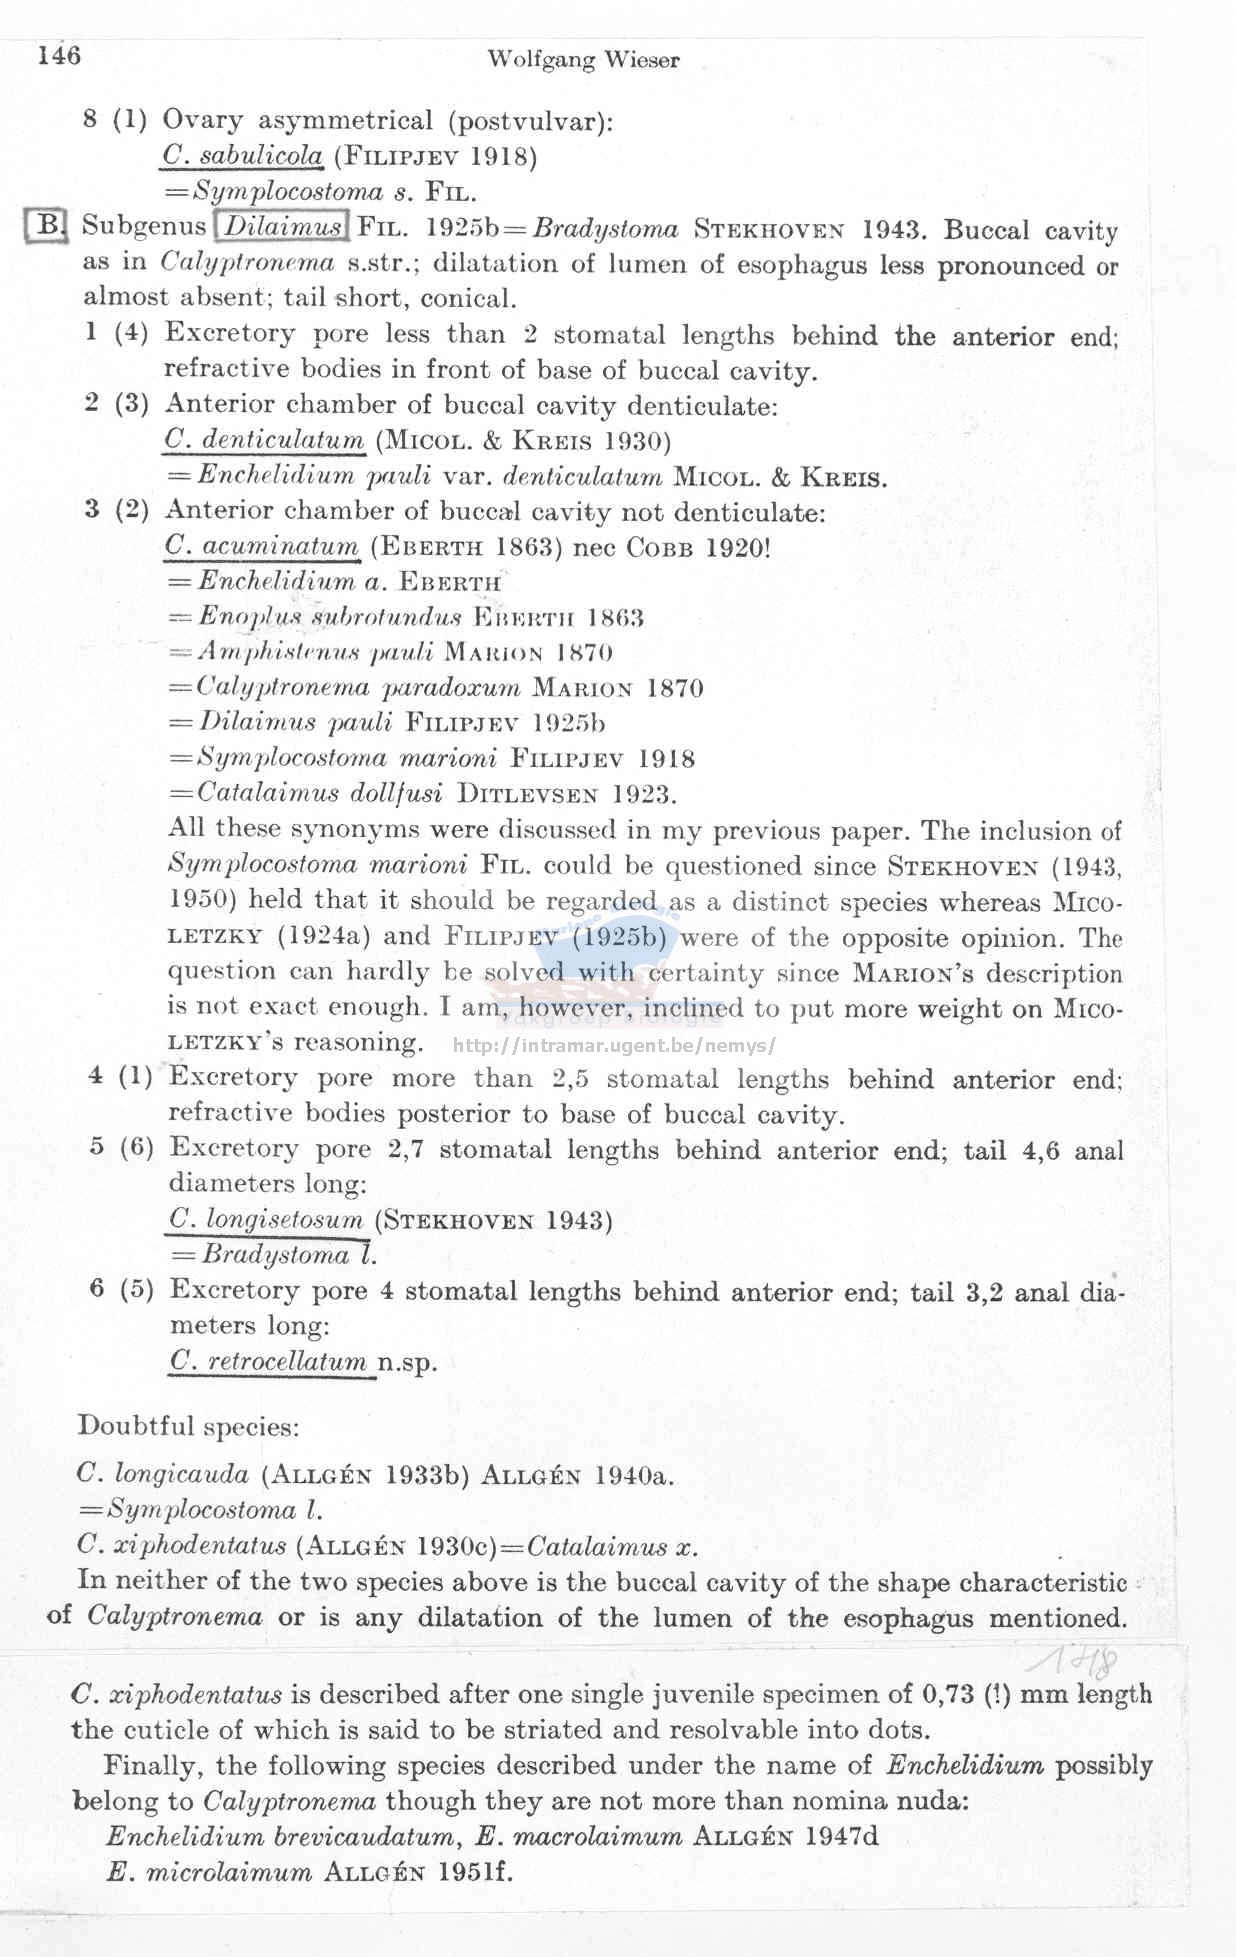 146 Wolfgang Wieser
8 (1) Ovary asymmetrical (postvulvar):
C. sabulicola (FILIPJEV 1918)
=Symplocostoma s. FIL.
B. Subgenus Dilaimus FIL. 1925b=Bradystoma STEKHOVEN 1943. Buccal cavity
as in Calyptronema s.str.; dilatation of lumen of esophagus less pronounced or
almost absent; tail short, conical.
1 (4) Excretory pore less than 2 stomatal lengths behind the anterior end;
refractive bodies in front of base of buccal cavity.
2 (3) Anterior chamber of buccal cavity denticulate:
C. denticulatum (MICOL. & KREIS 1930)
=Enchelidium pauli var. denticulatum MICOL. & KREIS.
3 (2) Anterior chamber of buccal cavity not denticulate:
C. acuminatum (EBERTH 1863) nec COBB 1920!
=Enchelidium a. EBERTH
=Enoplus subrotundus EBERTH 1863
=Amphistenus pauli MARION 1870
=Calyptronema paradoxum MARION 1870
=Dilaimus pauli FILIPJEV 1925b
=Symplocostoma marioni FILIPJEV 1918
=Catalaimus dollfusi DITLEVSEN 1923.
All these synonyms were discussed in my previous paper. The inclusion of
Symplocostoma marioni FIL. could be questioned since STEKHOVEN (1943,
1950) held that it should be regarded as a distinct species whereas MICO-
LETZKY (1924a) and FILIPJEV (1925b) were of the opposite opinion. The
question can hardly be solved with certainty since MARION's description
is not exact enough. I am, however, inclined to put more weight on MICO-
LETZKY's reasoning. http://intramar.ugent.be/nemys/
4 (1) Excretory pore more than 2,5 stomatal lengths behind anterior end;
refractive bodies posterior to base of buccal cavity.
5 (6) Excretory pore 2,7 stomatal lengths behind anterior end; tail 4,6 anal
diameters long:
C. longisetosum (STEKHOVEN 1943)
=Bradystoma l.
6 (5) Excretory pore 4 stomatal lengths behind anterior end; tail 3,2 anal dia-
meters long:
C. retrocellatum n.sp.
Doubtful species:
C. longicauda (ALLGÉN 1933b) ALLGÉN 1940a.
=Symplocostoma l.
C. xiphodentatus (ALLGÉN 1930c)=Catalaimus x.
In neither of the two species above is the buccal cavity of the shape characteristic
of Calyptronema or is any dilatation of the lumen of the esophagus mentioned.
C. xiphodentatus is described after one single juvenile specimen of 0,73 (!) mm length
the cuticle of which is said to be striated and resolvable into dots.
Finally, the following species described under the name of Enchelidium possibly
belong to Calyptronema though they are not more than nomina nuda:
Enchelidium brevicaudatum, E. macrolaimum ALLGÉN 1947d
E. microlaimum ALLGÉN 1951f.